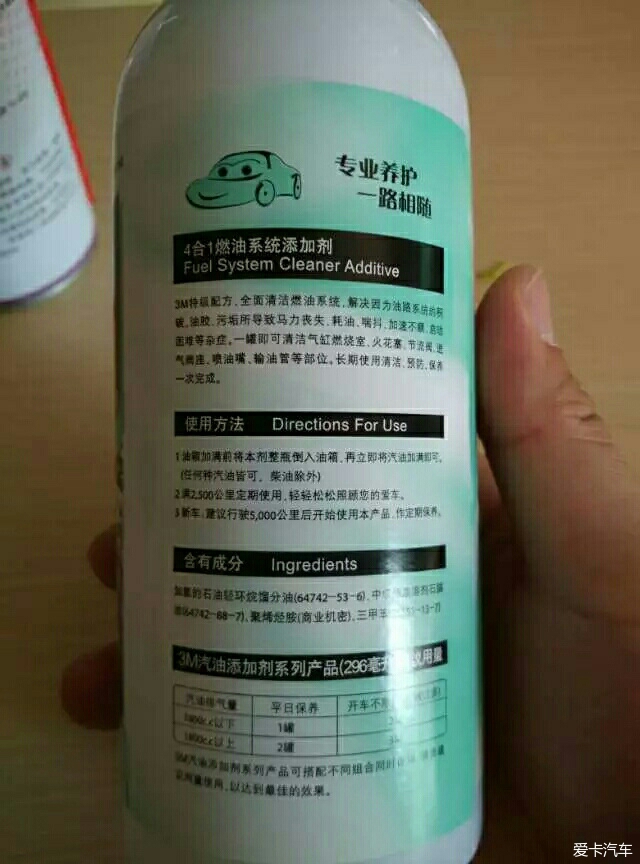 专业养护
一路相随
4合1燃油系统添加剂
Fuel System Cleaner Additive
3M特级配方、全面清洁燃油系统，解决因为油路系统的积
碳、油胶、污垢所导致马力丧失、耗油、喘抖、加速不顺、启动
困难等杂症。一罐即可清洁气缸燃烧室、火花塞、节流阀、进
气阀座、喷油嘴、输油管等部位。长期使用清洁、预防、保养
一次完成。
使用方法 Directions For Use
1 油箱加满前将本剂整瓶倒入油箱、再立即将汽油加满即可。
(任何种汽油皆可，柴油除外)
2 满2,500公里定期使用、轻轻松松照顾您的爱车。
3 新车:建议行驶5,000公里后开始使用本产品、作定期保养。
含有成分 Ingredients
加氢的石油轻环烷馏分油(64742-53-6)、中
(64742-88-7)、聚烯烃胺(商业机密)、三甲苯
3M汽油添加剂系列产品(296毫升 议用量
汽油排气量 平日保养 开车不
1800cc以下 1罐
1800cc以上 2罐
3M汽油添加剂系列产品可搭配不同组合同时
用量使用，以达到最佳的效果。
爱卡汽车